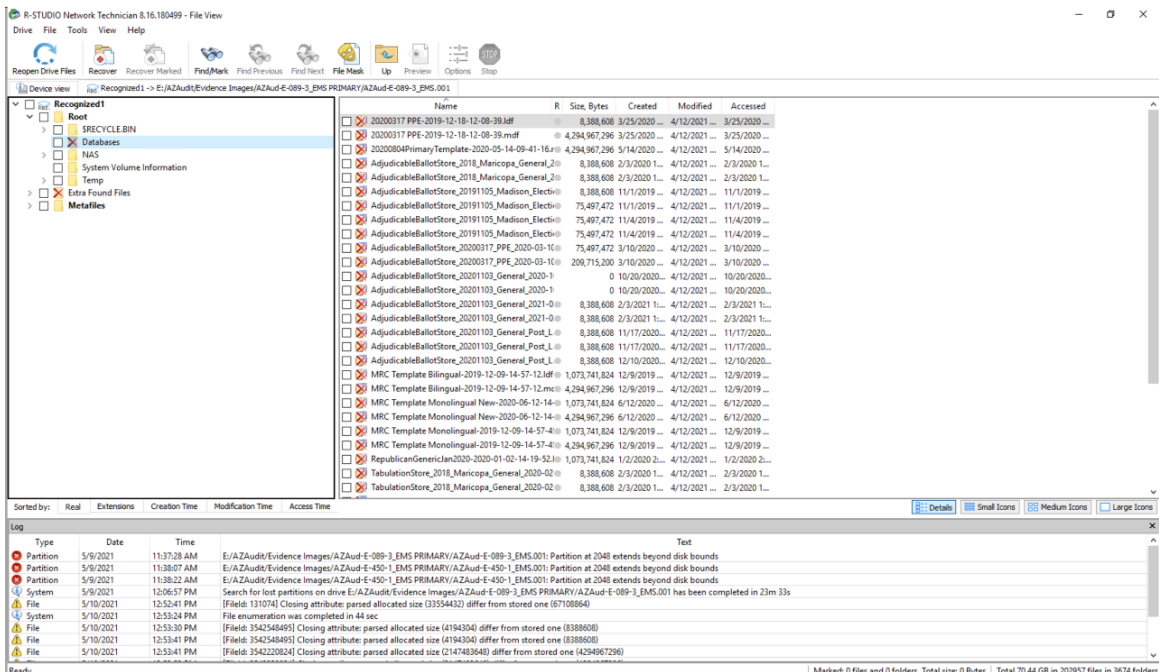 R-STUDIO Network Technician 8.16.180499 - File View
Drive File Tools View Help
Reopen Drive Files Recover Recover Marked Find/Mark Find Previous Find Next File Mask Up Preview Options Stop
Device view Recognized1 -> E:/AZAudit/Evidence Images/AZAud-E-089-3_EMS PRIMARY/AZAud-E-089-3_EMS.001
Recognized1
Root
$RECYCLE.BIN
Databases
NAS
System Volume Information
Temp
Extra Found Files
Metafiles
Name R Size, Bytes Created Modified Accessed
20200317 PPE-2019-12-18-12-08-39.ldf 8,388,608 3/25/2020 ... 4/12/2021 ... 3/25/2020 ...
20200317 PPE-2019-12-18-12-08-39.mdf 4,294,967,296 3/25/2020 ... 4/12/2021 ... 3/25/2020 ...
20200804PrimaryTemplate-2020-05-14-09-41-16.r 4,294,967,296 5/14/2020 ... 4/12/2021 ... 5/14/2020 ...
AdjudicableBallotStore_2018_Maricopa_General_2 8,388,608 2/3/2020 1... 4/12/2021 ... 2/3/2020 1...
AdjudicableBallotStore_2018_Maricopa_General_2 8,388,608 2/3/2020 1... 4/12/2021 ... 2/3/2020 1...
AdjudicableBallotStore_20191105_Madison_Electi 8,388,608 11/1/2019 ... 4/12/2021 ... 11/1/2019 ...
AdjudicableBallotStore_20191105_Madison_Electi 75,497,472 11/1/2019 ... 4/12/2021 ... 11/1/2019 ...
AdjudicableBallotStore_20191105_Madison_Electi 75,497,472 11/4/2019 ... 4/12/2021 ... 11/4/2019 ...
AdjudicableBallotStore_20191105_Madison_Electi 75,497,472 11/4/2019 ... 4/12/2021 ... 11/4/2019 ...
AdjudicableBallotStore_20200317_PPE_2020-03-10 75,497,472 3/10/2020 ... 4/12/2021 ... 3/10/2020 ...
AdjudicableBallotStore_20200317_PPE_2020-03-10 209,715,200 3/10/2020 ... 4/12/2021 ... 3/10/2020 ...
AdjudicableBallotStore_20201103_General_2020-1 0 10/20/2020... 4/12/2021 ... 10/20/2020...
AdjudicableBallotStore_20201103_General_2020-1 0 10/20/2020... 4/12/2021 ... 10/20/2020...
AdjudicableBallotStore_20201103_General_2021-0 8,388,608 2/3/2021 1:... 4/12/2021 ... 2/3/2021 1:...
AdjudicableBallotStore_20201103_General_2021-0 8,388,608 2/3/2021 1:... 4/12/2021 ... 2/3/2021 1:...
AdjudicableBallotStore_20201103_General_Post_L 8,388,608 11/17/2020... 4/12/2021 ... 11/17/2020...
AdjudicableBallotStore_20201103_General_Post_L 8,388,608 11/17/2020... 4/12/2021 ... 11/17/2020...
AdjudicableBallotStore_20201103_General_Post_L 8,388,608 12/10/2020... 4/12/2021 ... 12/10/2020...
MRC Template Bilingual-2019-12-09-14-57-12.ldf 1,073,741,824 12/9/2019 ... 4/12/2021 ... 12/9/2019 ...
MRC Template Bilingual-2019-12-09-14-57-12.md 4,294,967,296 12/9/2019 ... 4/12/2021 ... 12/9/2019 ...
MRC Template Monolingual New-2020-06-12-14- 1,073,741,824 6/12/2020 ... 4/12/2021 ... 6/12/2020 ...
MRC Template Monolingual New-2020-06-12-14- 4,294,967,296 6/12/2020 ... 4/12/2021 ... 6/12/2020 ...
MRC Template Monolingual-2019-12-09-14-57-4 1,073,741,824 12/9/2019 ... 4/12/2021 ... 12/9/2019 ...
MRC Template Monolingual-2019-12-09-14-57-4 4,294,967,296 12/9/2019 ... 4/12/2021 ... 12/9/2019 ...
RepublicanGenericJan2020-2020-01-02-14-19-52.l 1,073,741,824 1/2/2020 2:... 4/12/2021 ... 1/2/2020 2:...
TabulationStore_2018_Maricopa_General_2020-02 8,388,608 2/3/2020 1... 4/12/2021 ... 2/3/2020 1...
TabulationStore_2018_Maricopa_General_2020-02 8,388,608 2/3/2020 1... 4/12/2021 ... 2/3/2020 1...
Sorted by: Real Extensions Creation Time Modification Time Access Time Details Small Icons Medium Icons Large Icons
Log
Type Date Time Text
Partition 5/9/2021 11:37:28 AM E:/AZAudit/Evidence Images/AZAud-E-089-3_EMS PRIMARY/AZAud-E-089-3_EMS.001: Partition at 2048 extends beyond disk bounds
Partition 5/9/2021 11:38:07 AM E:/AZAudit/Evidence Images/AZAud-E-450-1_EMS PRIMARY/AZAud-E-450-1_EMS.001: Partition at 2048 extends beyond disk bounds
Partition 5/9/2021 11:38:22 AM E:/AZAudit/Evidence Images/AZAud-E-450-1_EMS PRIMARY/AZAud-E-450-1_EMS.001: Partition at 2048 extends beyond disk bounds
System 5/9/2021 12:06:57 PM Search for lost partitions on drive E:/AZAudit/Evidence Images/AZAud-E-089-3_EMS PRIMARY/AZAud-E-089-3_EMS.001 has been completed in 23m 33s
File 5/10/2021 12:52:41 PM [FileId: 131074] Closing attribute: parsed allocated size (33554432) differ from stored one (67108864)
System 5/10/2021 12:53:24 PM File enumeration was completed in 44 sec
File 5/10/2021 12:53:30 PM [FileId: 3542548495] Closing attribute: parsed allocated size (4194304) differ from stored one (8388608)
File 5/10/2021 12:53:41 PM [FileId: 3542548495] Closing attribute: parsed allocated size (4194304) differ from stored one (8388608)
File 5/10/2021 12:53:41 PM [FileId: 3542220824] Closing attribute: parsed allocated size (2147483648) differ from stored one (4294967296)
Ready Marked: 0 files and 0 folders. Total size: 0 Bytes Total 70.44 GB in 202957 files in 3674 folders